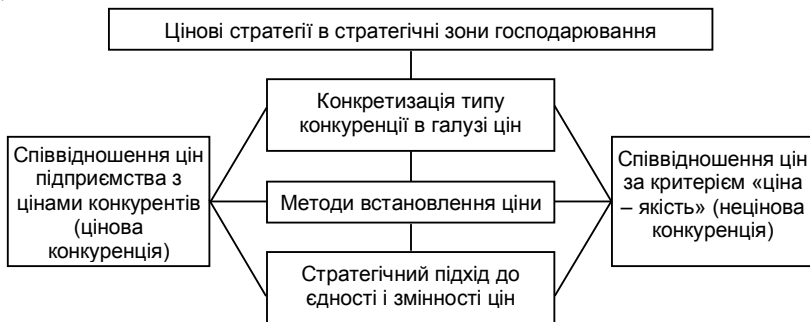 Цінові стратегії в стратегічні зони господарювання
Конкретизація типу
конкуренції в галузі цін
Співвідношення цін
підприємства з
цінами конкурентів
(цінова
конкуренція)
Методи встановлення ціни
Співвідношення цін
за критерієм «ціна
– якість» (нецінова
конкуренція)
Стратегічний підхід до
єдності і змінності цін